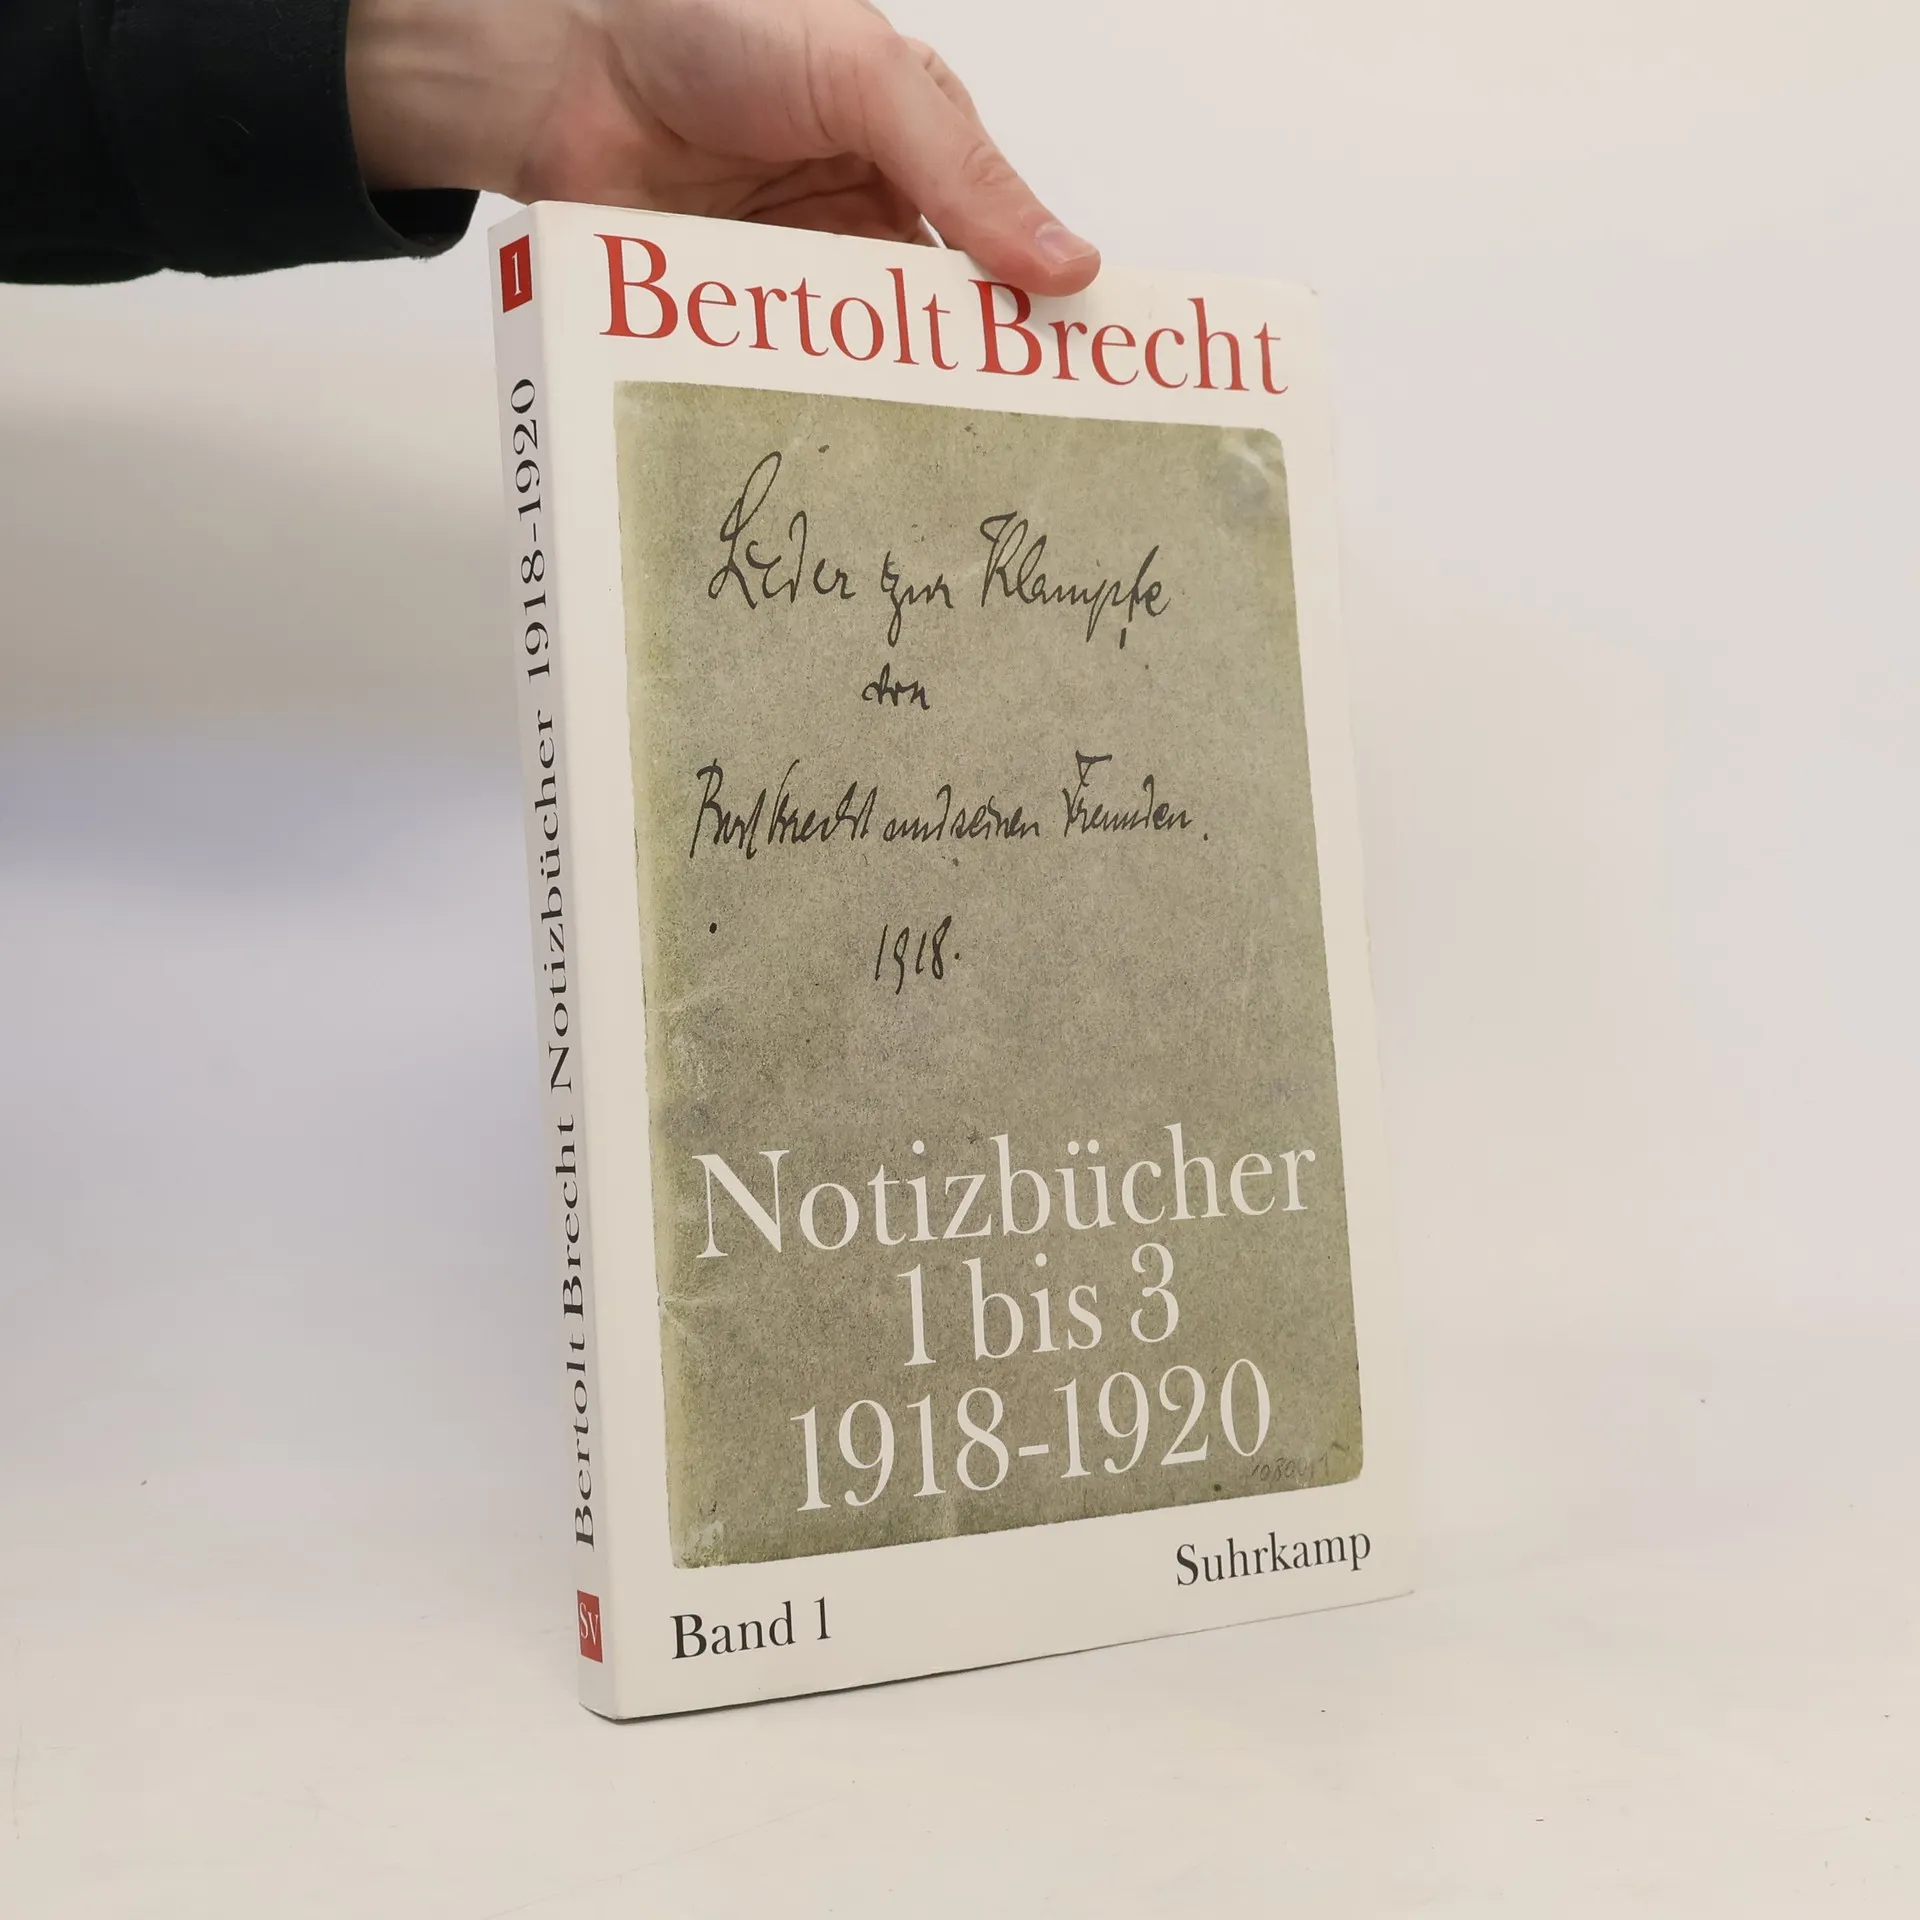 1
Bertolt Brecht Notizbücher 1918-1920
SV
Bertolt Brecht
Lieder zur Klampfe
von
Bert Brecht und seinen Freunden.
1918.
Notizbücher
1 bis 3
1918-1920
Suhrkamp
Band 1